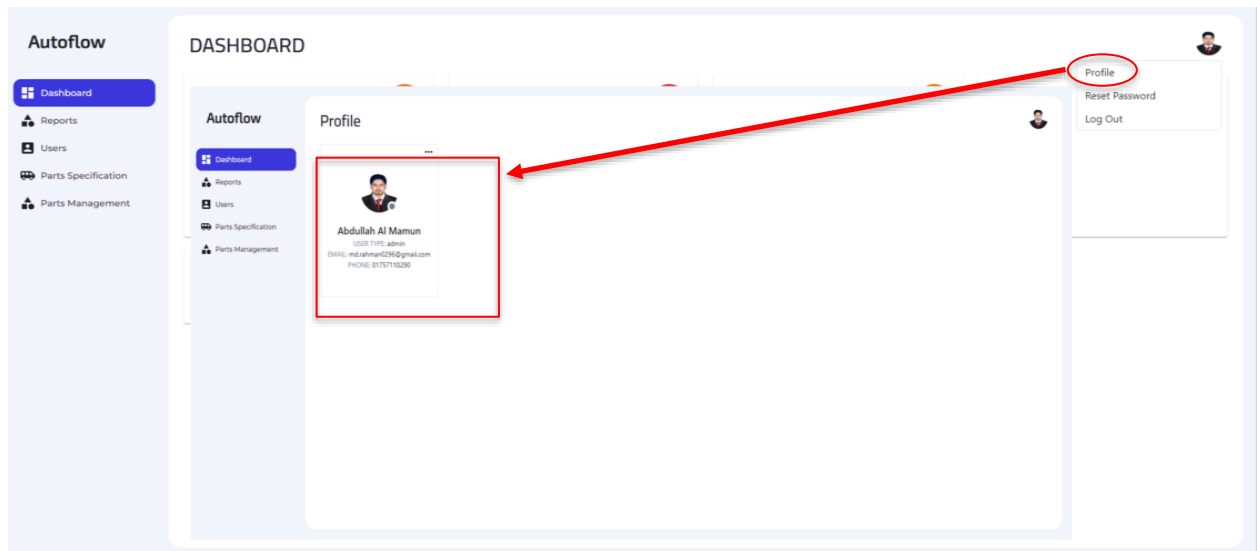 Autoflow
DASHBOARD
Dashboard
Reports
Users
Parts Specification
Parts Management
Profile
Reset Password
Log Out
Autoflow
Profile
Dashboard
Reports
Users
Parts Specification
Parts Management
...
Abdullah Al Mamun
USER TYPE: admin
EMAIL: md.rahman0296@gmail.com
PHONE: 01757110290